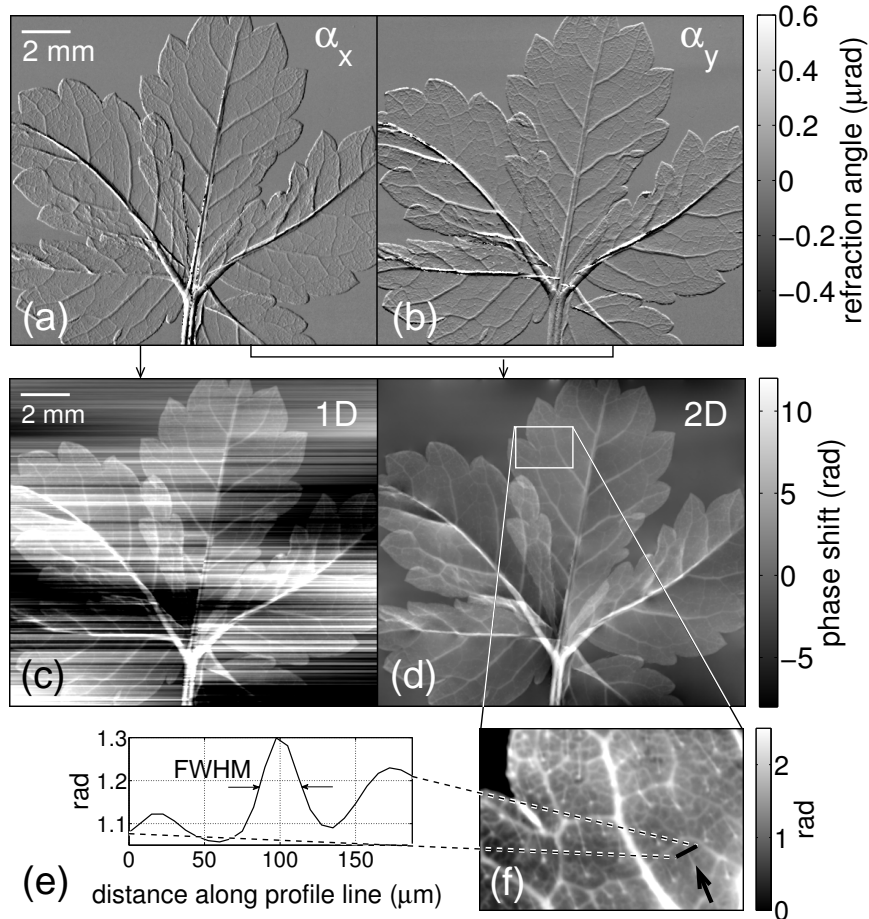 2 mm
αx
αy
(a)
(b)
0.6
0.4
0.2
0
−0.2
−0.4
refraction angle (μrad)
2 mm
1D
2D
(c)
(d)
10
5
0
−5
phase shift (rad)
1.3
1.2
1.1
rad
FWHM
0
50
100
150
distance along profile line (μm)
(e)
(f)
2
1
0
rad